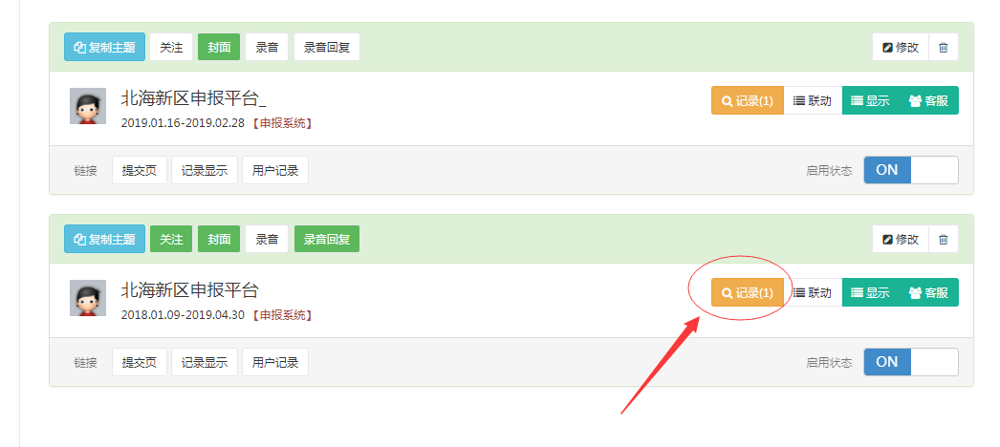 复制主题 关注 封面 录音 录音回复 修改
北海新区申报平台_
记录(1) 联动 显示 客服
2019.01.16-2019.02.28 【申报系统】
链接 提交页 记录显示 用户记录 启用状态 ON
复制主题 关注 封面 录音 录音回复 修改
北海新区申报平台
记录(1) 联动 显示 客服
2018.01.09-2019.04.30 【申报系统】
链接 提交页 记录显示 用户记录 启用状态 ON